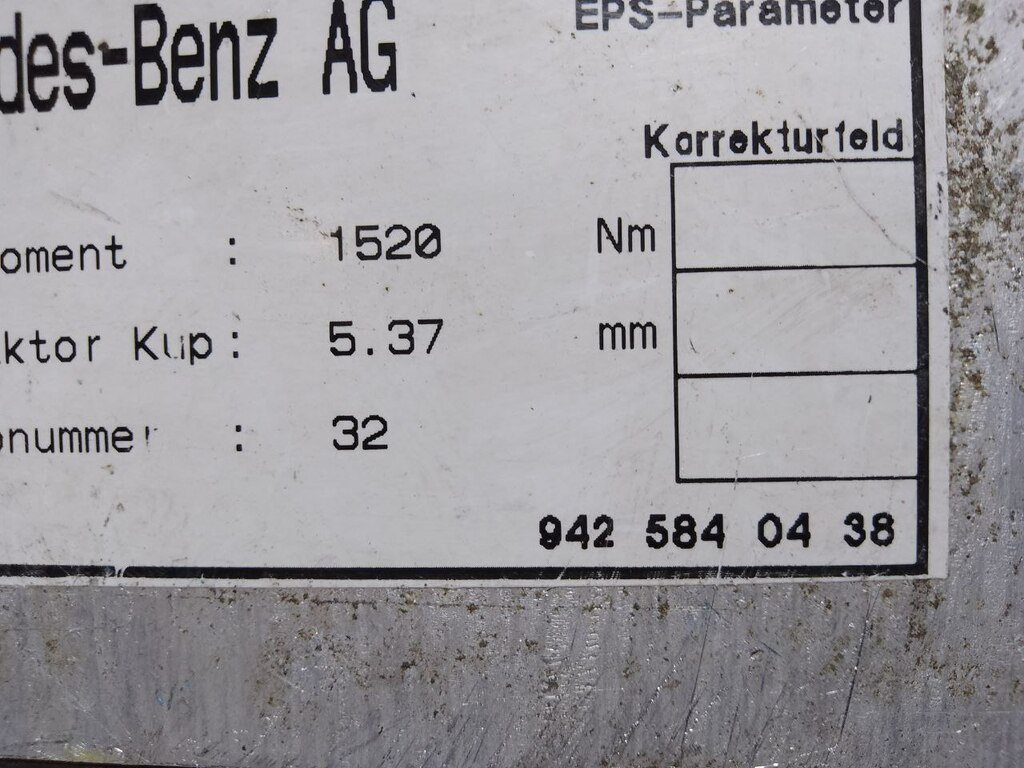 EPS-Parameter
des-Benz AG
Korrekturfeld
oment : 1520 Nm
ktor Kup: 5.37 mm
nummer : 32
942 584 04 38